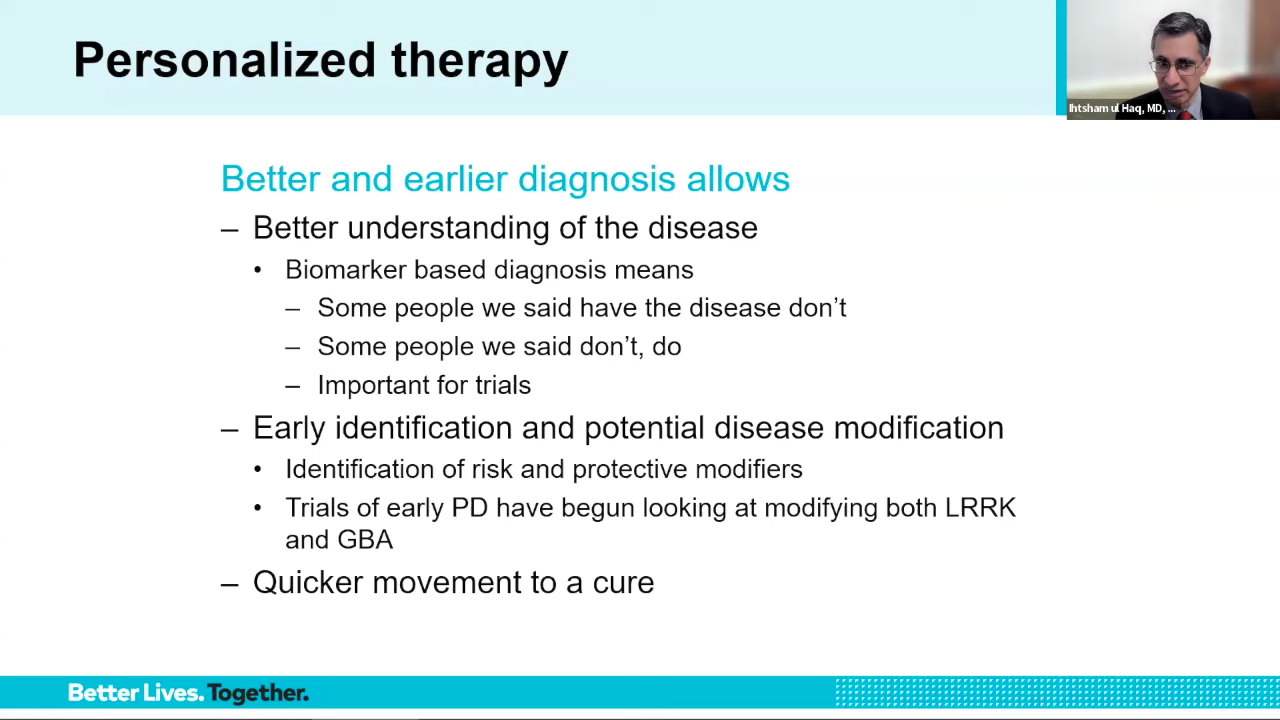 Personalized therapy
Ihtsham ul Haq, MD, ...
Better and earlier diagnosis allows
– Better understanding of the disease
• Biomarker based diagnosis means
– Some people we said have the disease don’t
– Some people we said don’t, do
– Important for trials
– Early identification and potential disease modification
• Identification of risk and protective modifiers
• Trials of early PD have begun looking at modifying both LRRK
and GBA
– Quicker movement to a cure
Better Lives. Together.